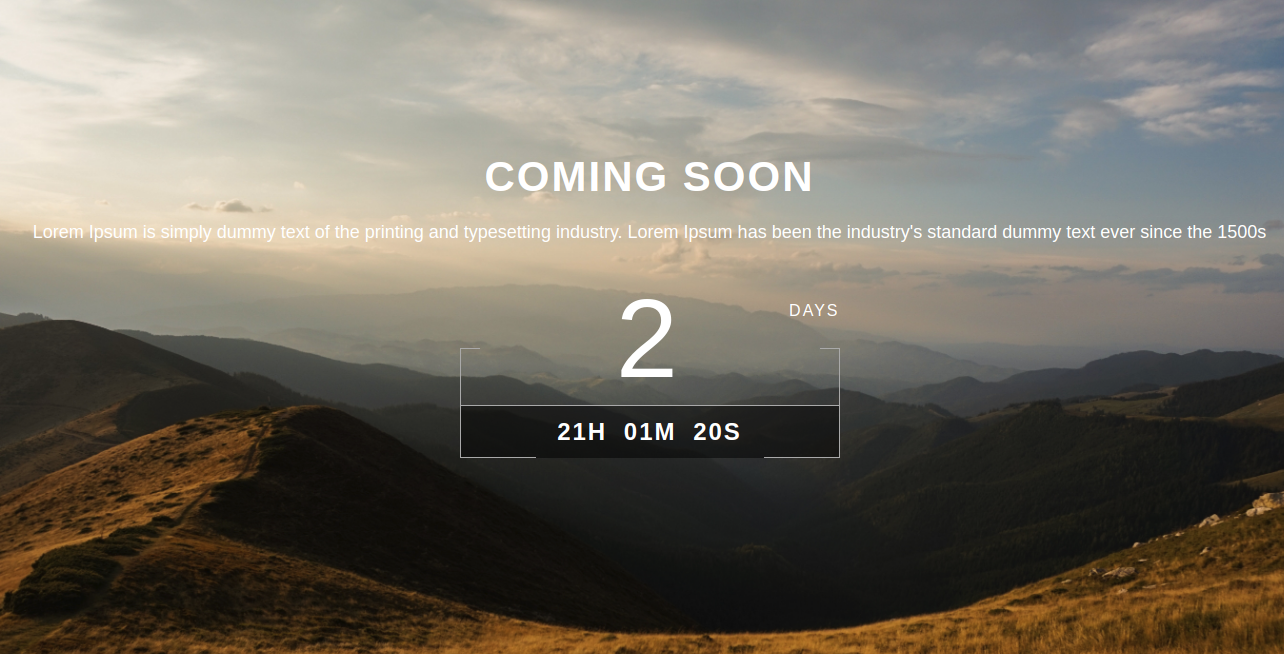 COMING SOON
Lorem Ipsum is simply dummy text of the printing and typesetting industry. Lorem Ipsum has been the industry's standard dummy text ever since the 1500s
2 DAYS
21H 01M 20S